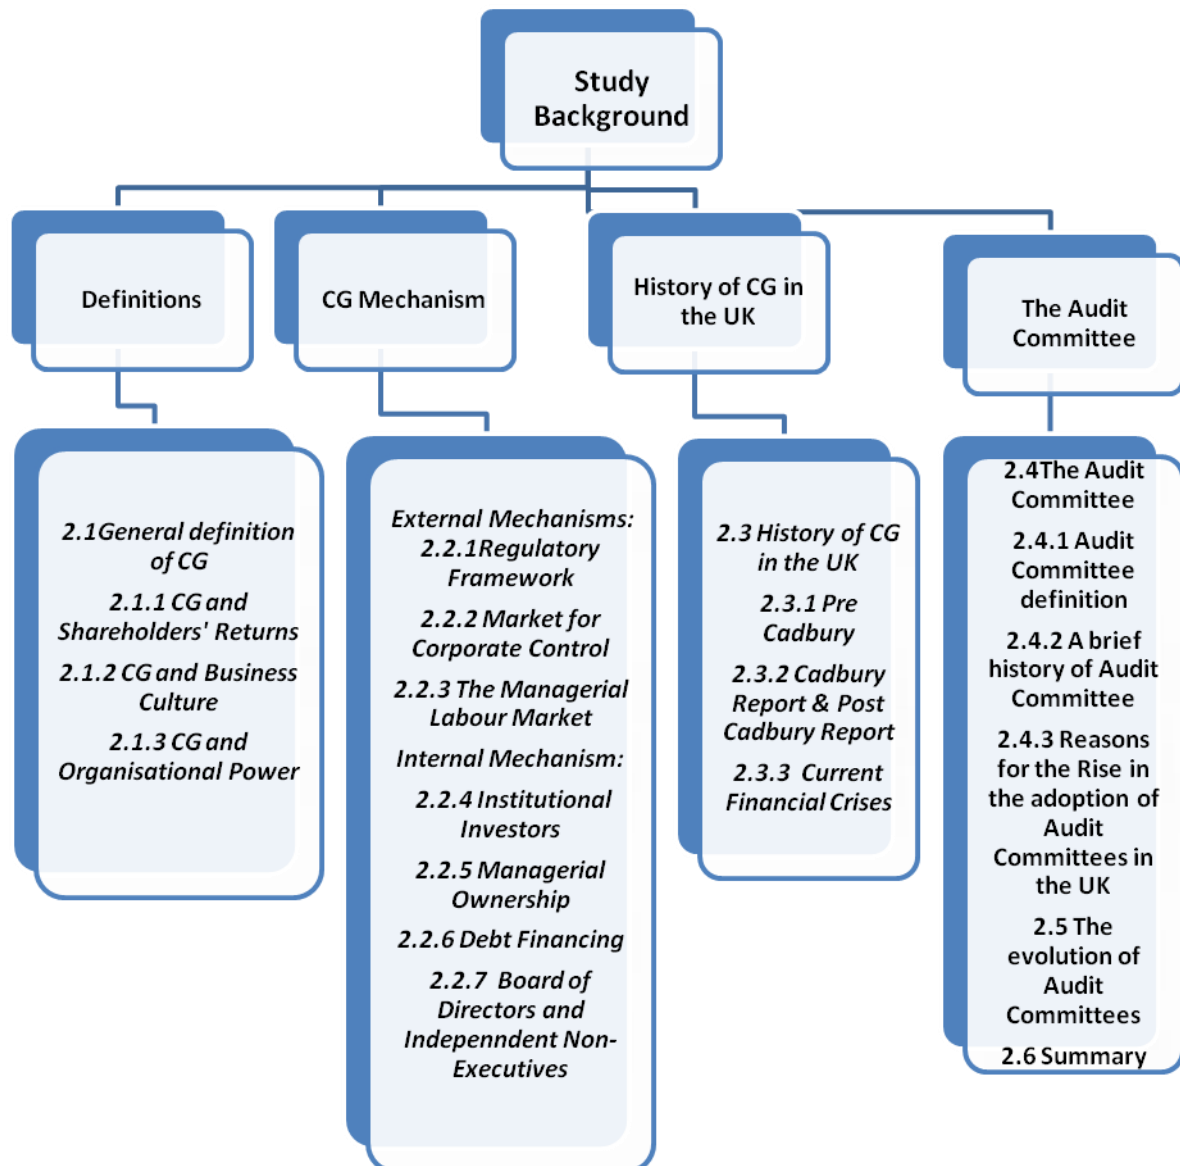 Study
Background
Definitions
CG Mechanism
History of CG in
the UK
The Audit
Committee
2.1General definition
of CG
2.1.1 CG and
Shareholders' Returns
2.1.2 CG and Business
Culture
2.1.3 CG and
Organisational Power
External Mechanisms:
2.2.1Regulatory
Framework
2.2.2 Market for
Corporate Control
2.2.3 The Managerial
Labour Market
Internal Mechanism:
2.2.4 Institutional
Investors
2.2.5 Managerial
Ownership
2.2.6 Debt Financing
2.2.7 Board of
Directors and
Indepenndent Non-
Executives
2.3 History of CG
in the UK
2.3.1 Pre
Cadbury
2.3.2 Cadbury
Report & Post
Cadbury Report
2.3.3 Current
Financial Crises
2.4The Audit
Committee
2.4.1 Audit
Committee
definition
2.4.2 A brief
history of Audit
Committee
2.4.3 Reasons
for the Rise in
the adoption of
Audit
Committees in
the UK
2.5 The
evolution of
Audit
Committees
2.6 Summary